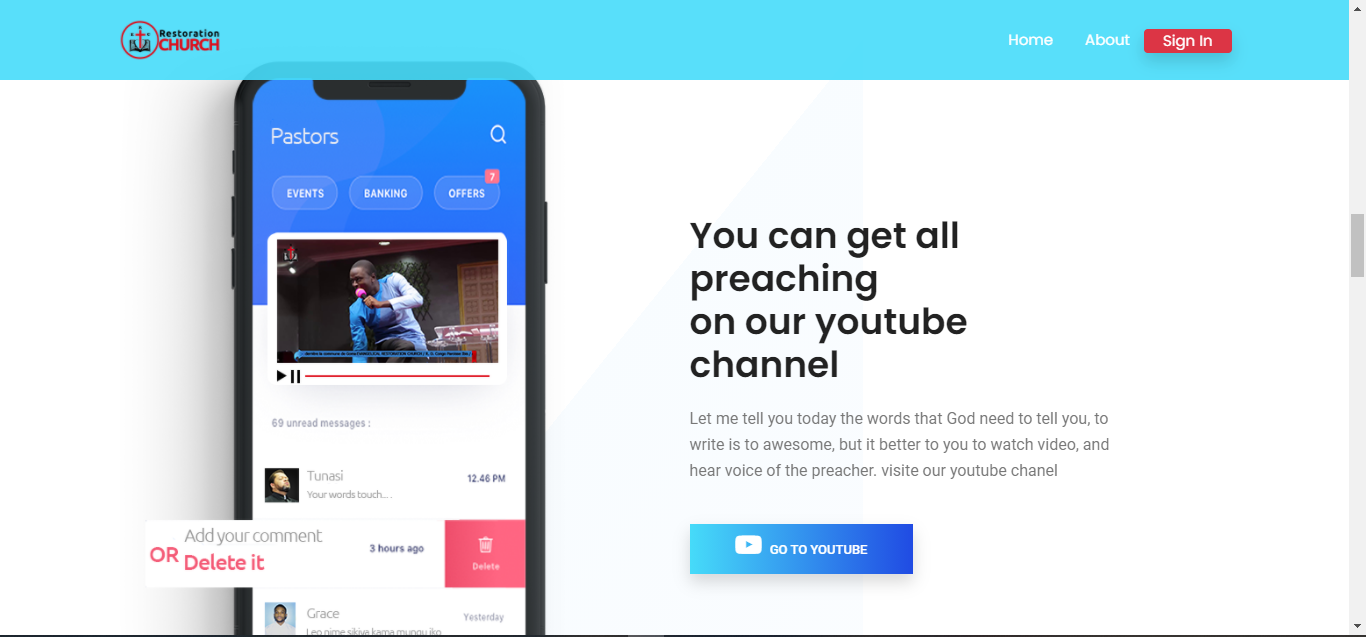 Restoration
CHURCH
Home
About
Sign In
Pastors
7
EVENTS
BANKING
OFFERS
69 unread messages :
Tunasi
12.46 PM
Your words touch....
Add your comment
OR Delete it
3 hours ago
Delete
Grace
Yesterday
Leo nime sikiya kama mungu iko
You can get all
preaching
on our youtube
channel
Let me tell you today the words that God need to tell you, to
write is to awesome, but it better to you to watch video, and
hear voice of the preacher. visite our youtube chanel
GO TO YOUTUBE